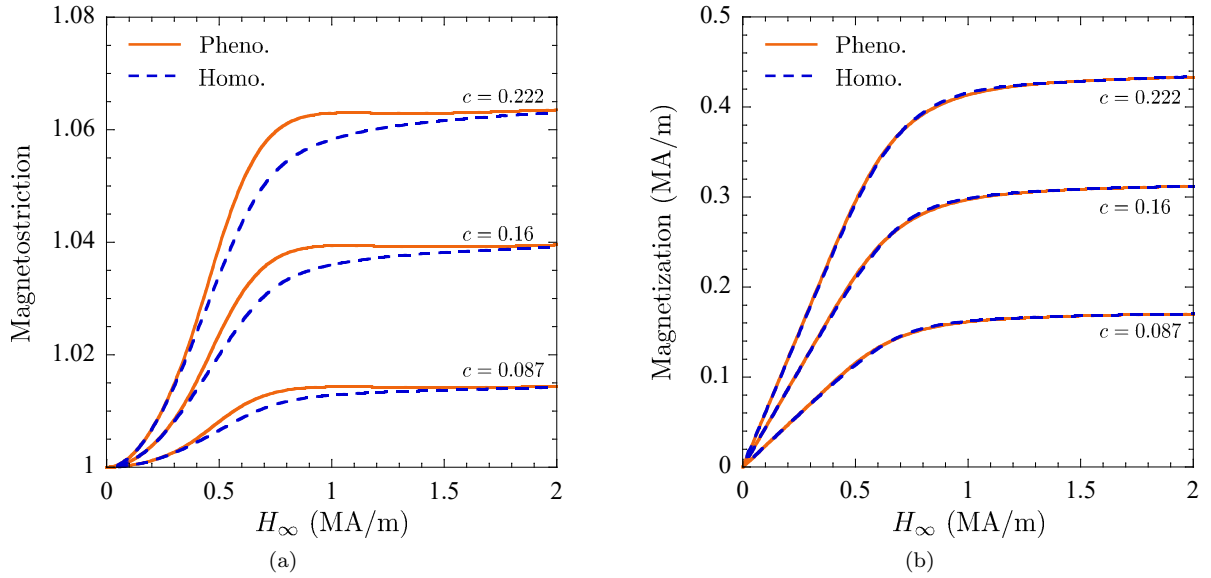 1.08
1.06
1.04
1.02
1
Magnetostriction
Pheno.
Homo.
c = 0.222
c = 0.16
c = 0.087
0 0.5 1 1.5 2
H∞ (MA/m)
(a)
0.5
0.4
0.3
0.2
0.1
0
Magnetization (MA/m)
Pheno.
Homo.
c = 0.222
c = 0.16
c = 0.087
0 0.5 1 1.5 2
H∞ (MA/m)
(b)